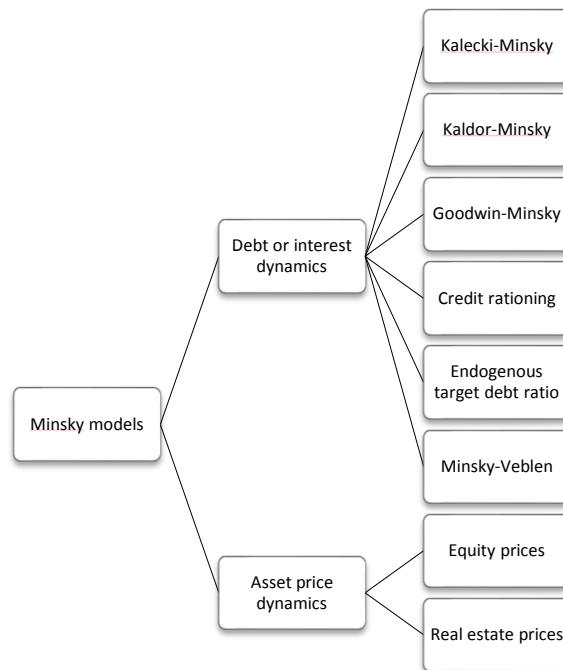 Kalecki-Minsky
Kaldor-Minsky
Goodwin-Minsky
Debt or interest
dynamics
Credit rationing
Endogenous
target debt ratio
Minsky models
Minsky-Veblen
Equity prices
Asset price
dynamics
Real estate prices